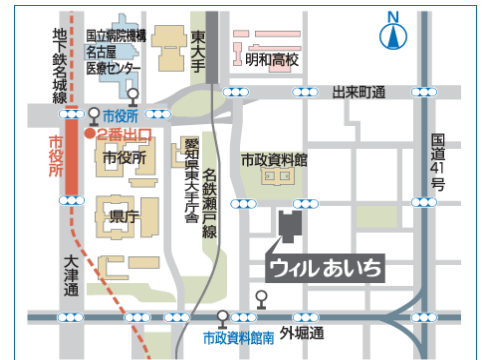 N
地下鉄名城線
国立病院機構
名古屋
医療センター
東大手
明和高校
市役所
出来町通
2番出口
市役所
市役所
愛知県東大手庁舎
名鉄瀬戸線
市政資料館
国道41号
県庁
大津通
ウィルあいち
市政資料館南
外堀通